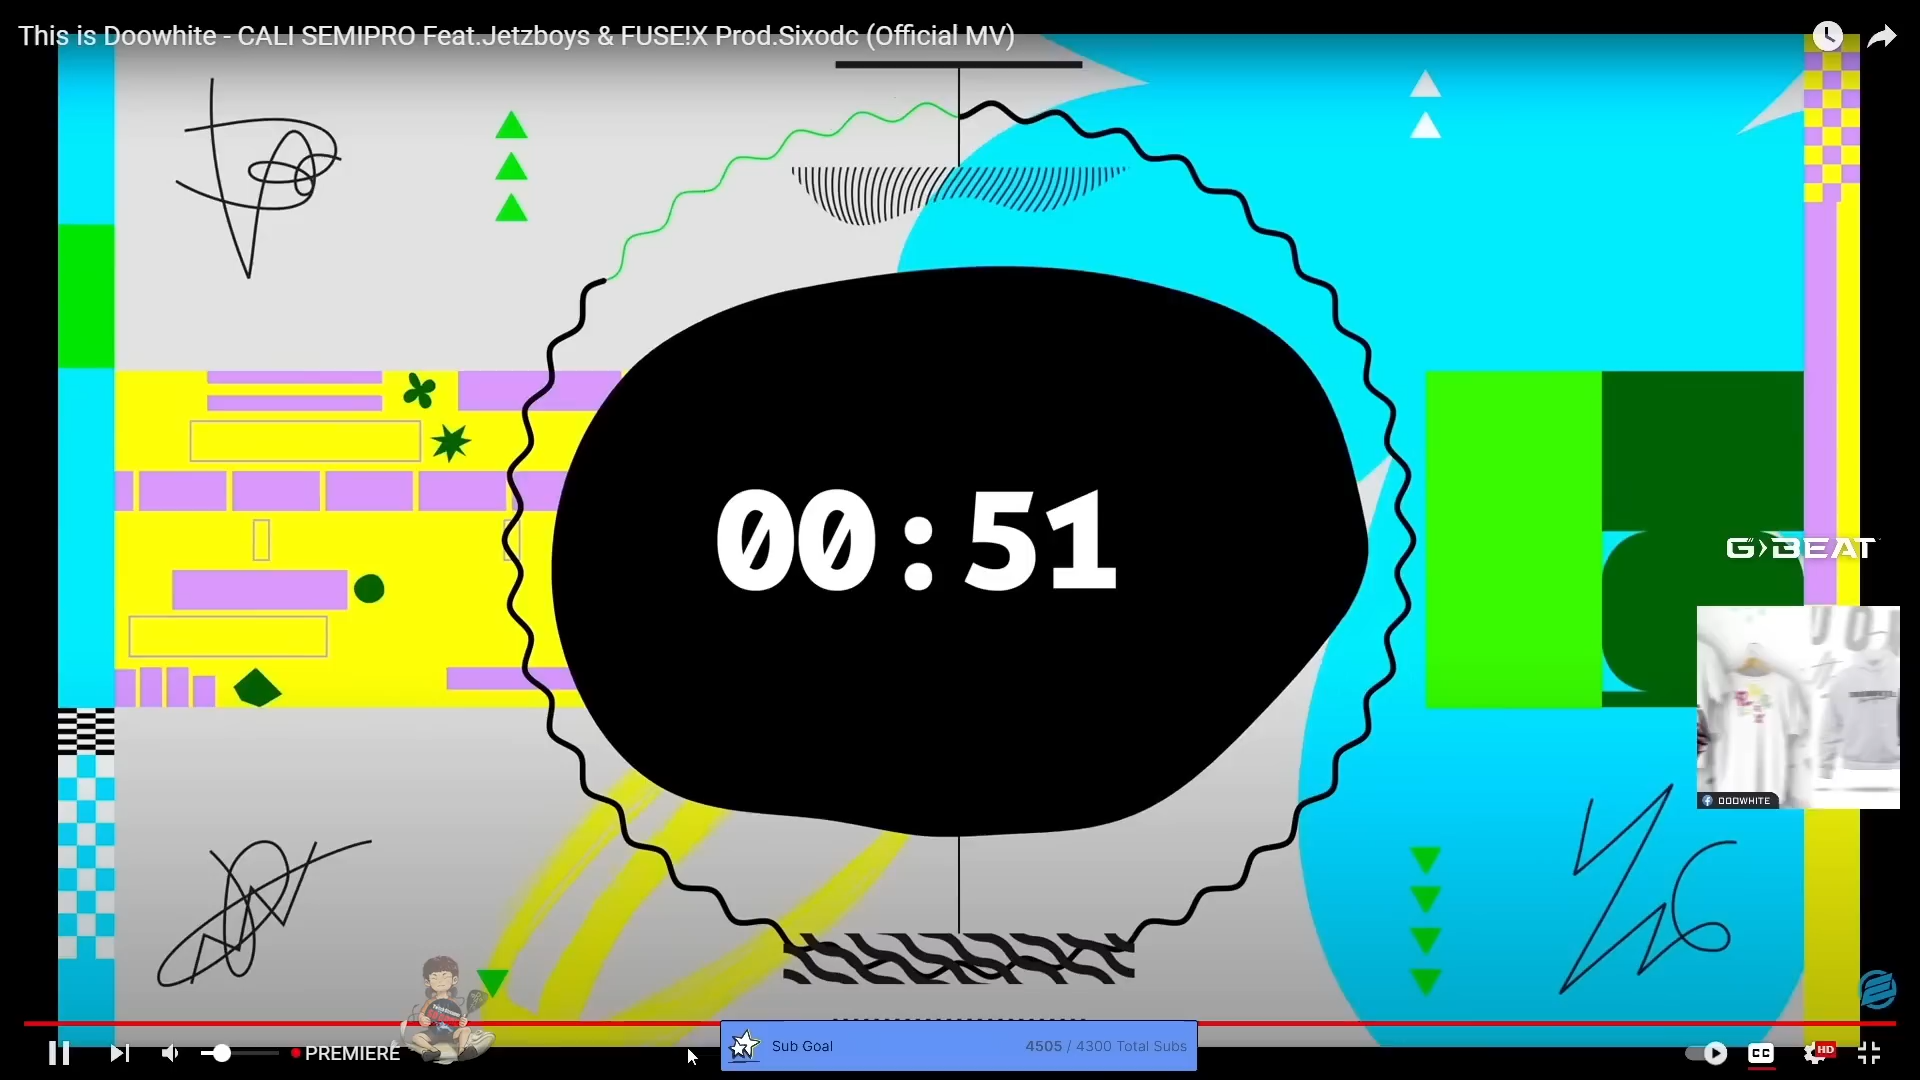 This is Doowhite - CALI SEMIPRO Feat.Jetzboys & FUSE!X Prod.Sixodc (Official MV)
00:51
G>BEAT
DOOWHITE
PREMIERE
Sub Goal
4505 / 4300 Total Subs
CC
HD